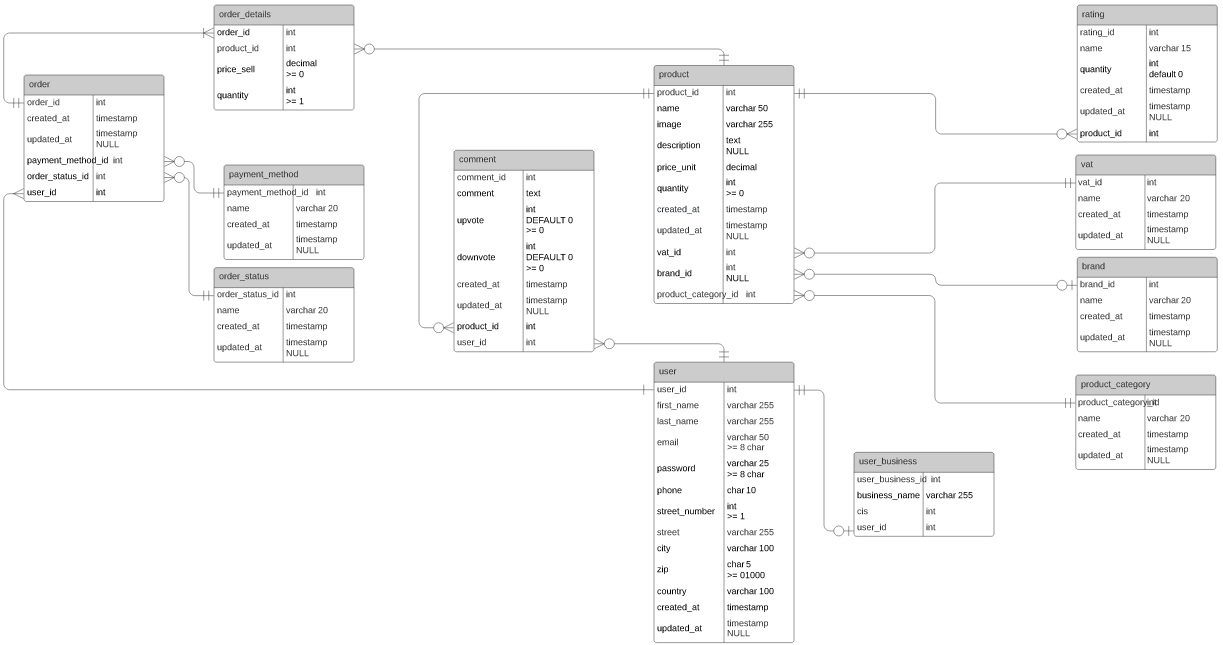 order_details
order_id int
product_id int
price_sell decimal
>= 0
quantity int
>= 1
order
order_id int
created_at timestamp
updated_at timestamp
NULL
payment_method_id int
order_status_id int
user_id int
payment_method
payment_method_id int
name varchar 20
created_at timestamp
updated_at timestamp
NULL
order_status
order_status_id int
name varchar 20
created_at timestamp
updated_at timestamp
NULL
comment
comment_id int
comment text
upvote int
DEFAULT 0
>= 0
downvote int
DEFAULT 0
>= 0
created_at timestamp
updated_at timestamp
NULL
product_id int
user_id int
product
product_id int
name varchar 50
image varchar 255
description text
NULL
price_unit decimal
quantity int
>= 0
created_at timestamp
updated_at timestamp
NULL
vat_id int
brand_id int
NULL
product_category_id int
user
user_id int
first_name varchar 255
last_name varchar 255
email varchar 50
>= 8 char
password varchar 25
>= 8 char
phone char 10
street_number int
>= 1
street varchar 255
city varchar 100
zip char 5
>= 01000
country varchar 100
created_at timestamp
updated_at timestamp
NULL
user_business
user_business_id int
business_name varchar 255
cis int
user_id int
rating
rating_id int
name varchar 15
quantity int
default 0
created_at timestamp
updated_at timestamp
NULL
product_id int
vat
vat_id int
name varchar 20
created_at timestamp
updated_at timestamp
NULL
brand
brand_id int
name varchar 20
created_at timestamp
updated_at timestamp
NULL
product_category
product_category_id int
name varchar 20
created_at timestamp
updated_at timestamp
NULL